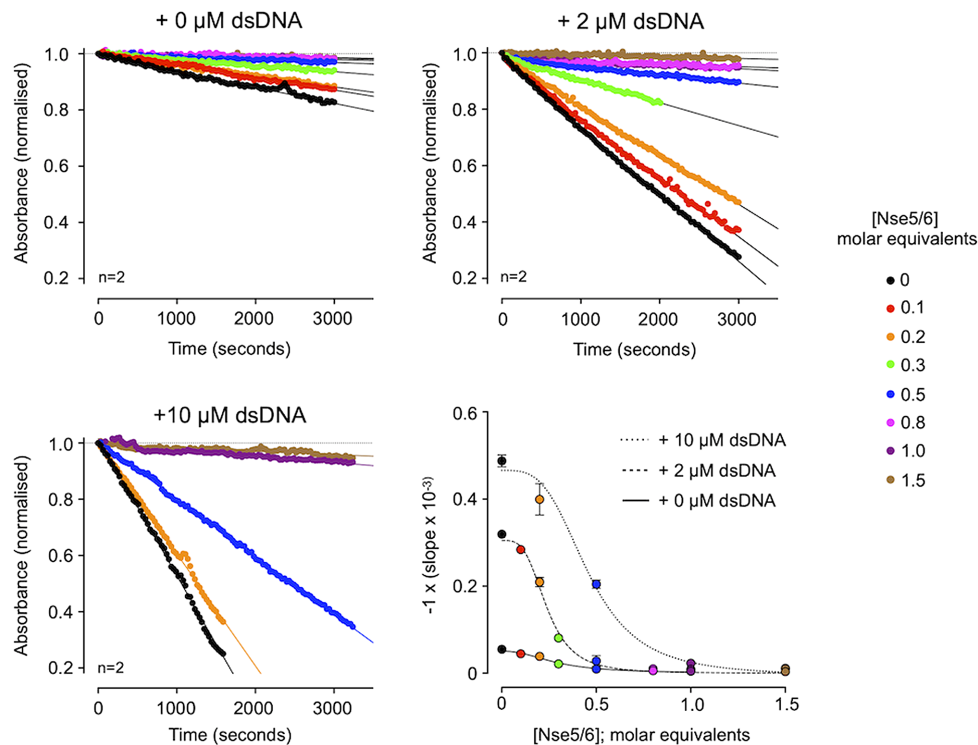 + 0 µM dsDNA
Absorbance (normalised)
1.0
0.8
0.6
0.4
0.2
n=2
0
1000
2000
3000
Time (seconds)
+ 2 µM dsDNA
Absorbance (normalised)
1.0
0.8
0.6
0.4
0.2
n=2
0
1000
2000
3000
Time (seconds)
[Nse5/6]
molar equivalents
0
0.1
0.2
0.3
0.5
0.8
1.0
1.5
+10 µM dsDNA
Absorbance (normalised)
1.0
0.8
0.6
0.4
0.2
n=2
0
1000
2000
3000
Time (seconds)
-1 x (slope x 10⁻³)
0.6
0.4
0.2
0
+ 10 µM dsDNA
+ 2 µM dsDNA
+ 0 µM dsDNA
0
0.5
1.0
1.5
[Nse5/6]; molar equivalents